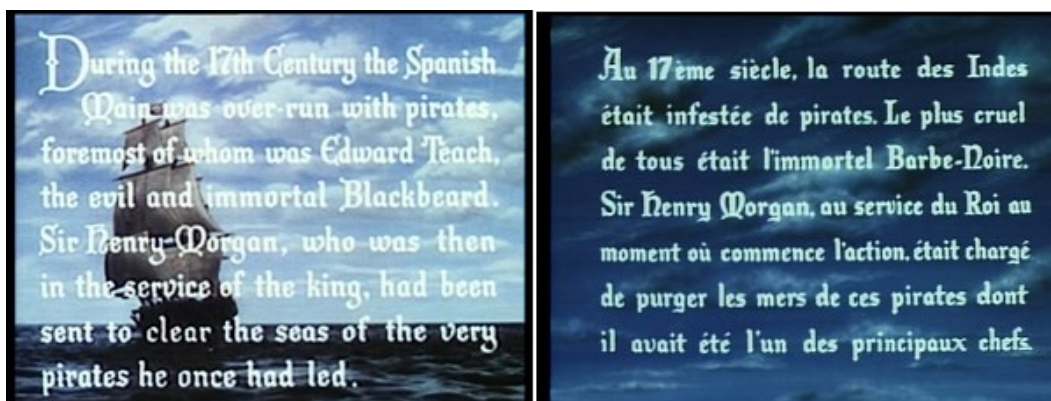 During the 17th Century the Spanish
Main was over-run with pirates,
foremost of whom was Edward Teach,
the evil and immortal Blackbeard.
Sir Henry Morgan, who was then
in the service of the king, had been
sent to clear the seas of the very
pirates he once had led.
Au 17ème siècle, la route des Indes
était infestée de pirates. Le plus cruel
de tous était l'immortel Barbe-Noire.
Sir Henry Morgan, au service du Roi au
moment où commence l'action, était chargé
de purger les mers de ces pirates dont
il avait été l'un des principaux chefs.